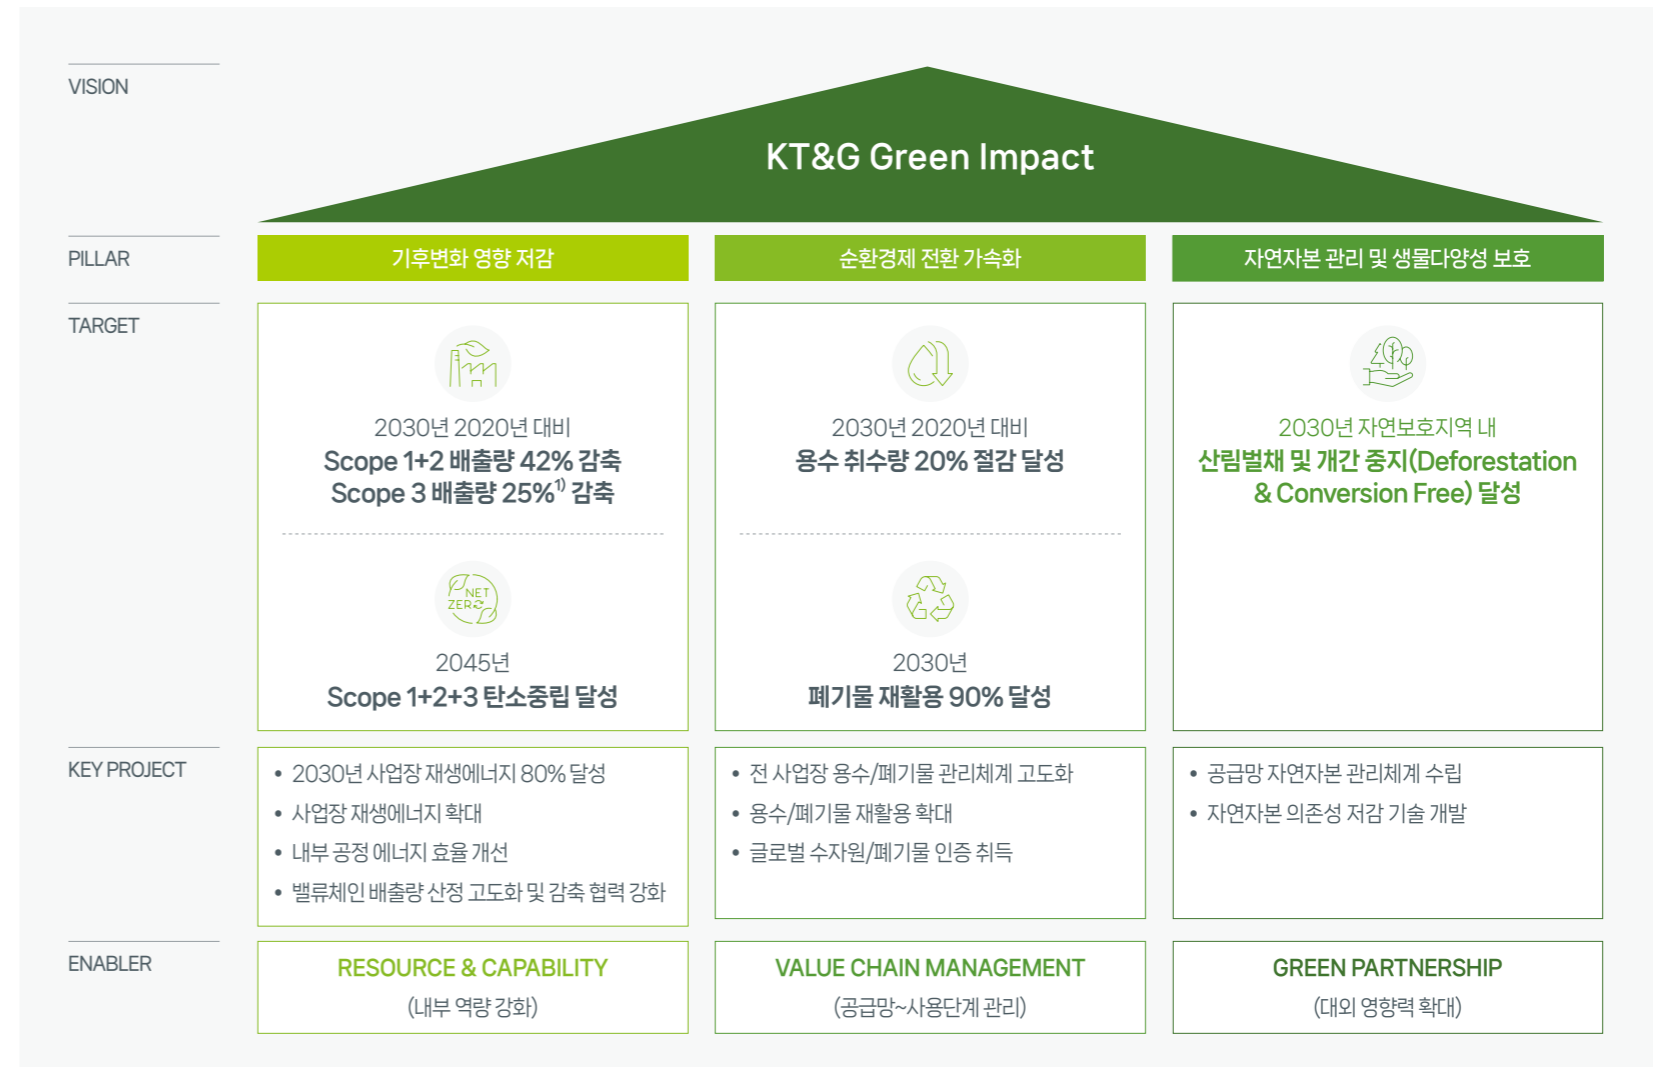 VISION
KT&G Green Impact
PILLAR
기후변화 영향 저감
순환경제 전환 가속화
자연자본 관리 및 생물다양성 보호
TARGET
2030년 2020년 대비
Scope 1+2 배출량 42% 감축
Scope 3 배출량 25%1) 감축
NET
ZERO
2045년
Scope 1+2+3 탄소중립 달성
2030년 2020년 대비
용수 취수량 20% 절감 달성
2030년
폐기물 재활용 90% 달성
2030년 자연보호지역 내
산림벌채 및 개간 중지(Deforestation
& Conversion Free) 달성
KEY PROJECT
• 2030년 사업장 재생에너지 80% 달성
• 사업장 재생에너지 확대
• 내부 공정 에너지 효율 개선
• 밸류체인 배출량 산정 고도화 및 감축 협력 강화
• 전 사업장 용수/폐기물 관리체계 고도화
• 용수/폐기물 재활용 확대
• 글로벌 수자원/폐기물 인증 취득
• 공급망 자연자본 관리체계 수립
• 자연자본 의존성 저감 기술 개발
ENABLER
RESOURCE & CAPABILITY
(내부 역량 강화)
VALUE CHAIN MANAGEMENT
(공급망~사용단계 관리)
GREEN PARTNERSHIP
(대외 영향력 확대)